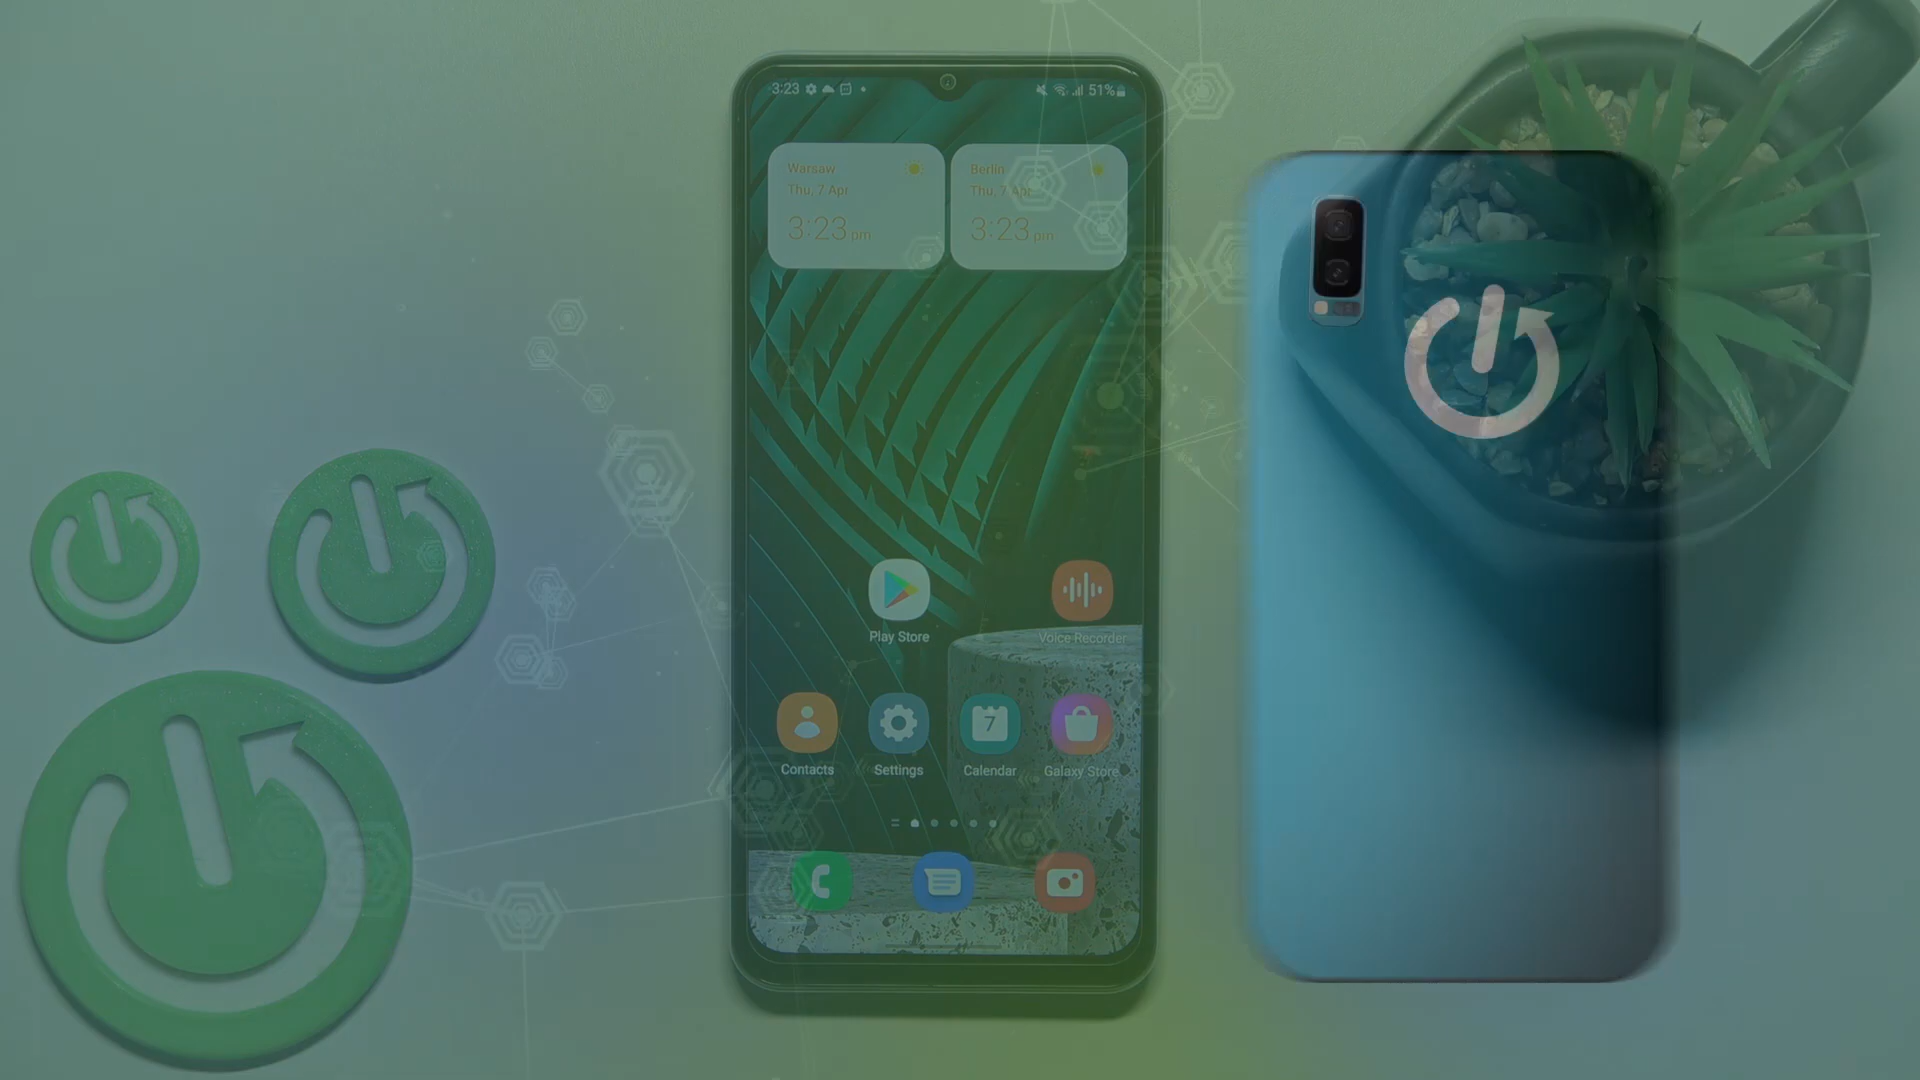 3:23
51%
Warsaw
Thu, 7 Apr
3:23 pm
Berlin
Thu, 7 Apr
3:23 pm
Play Store
Voice Recorder
7
Contacts
Settings
Calendar
Galaxy Store